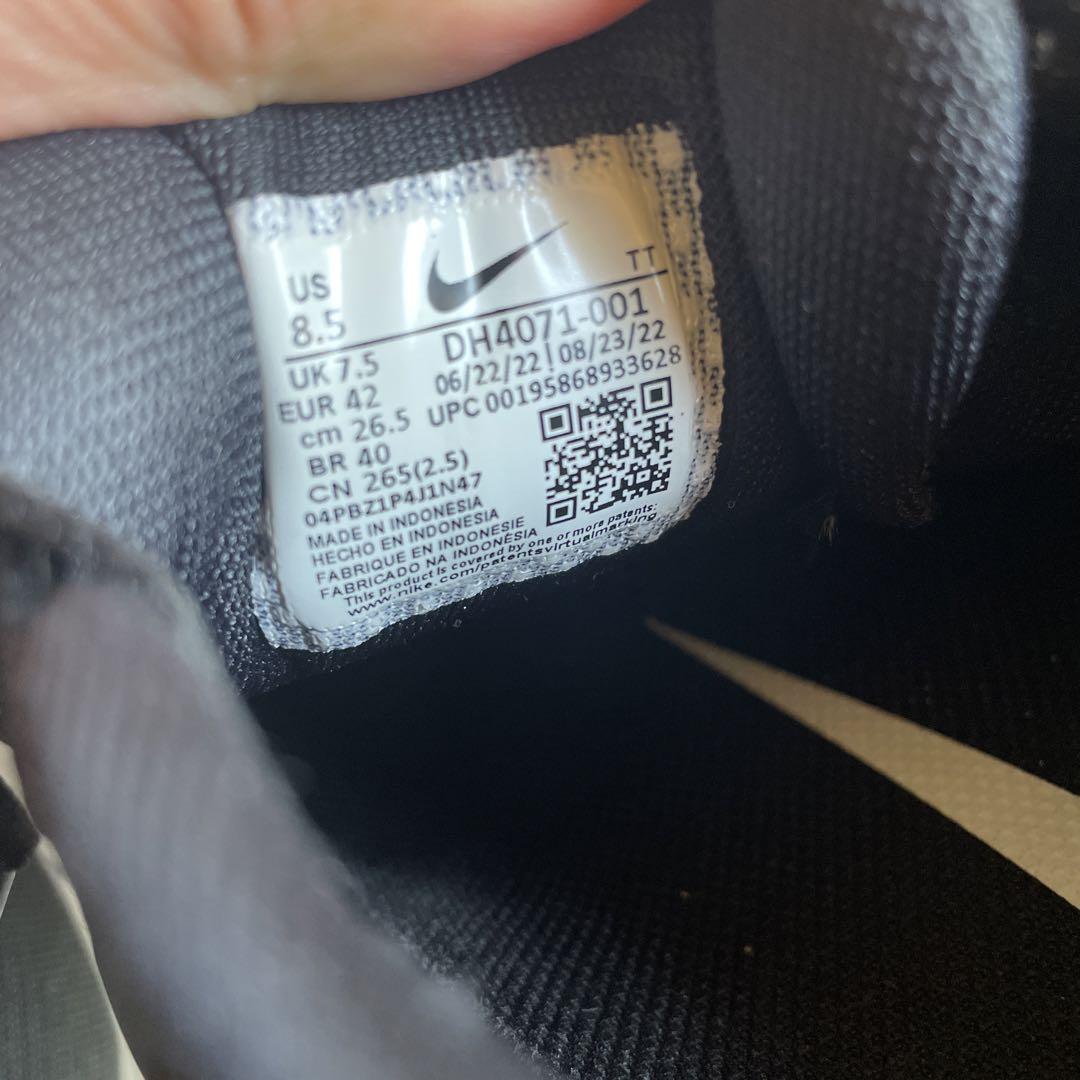 US
8.5
TT
UK 7.5
DH4071-001
EUR 42
06/22/22|08/23/22
cm 26.5
UPC 00195868933628
BR 40
CN 265(2.5)
04PBZ1P4J1N47
MADE IN INDONESIA
HECHO EN INDONESIA
FABRIQUE EN INDONESIE
FABRICADO NA INDONÉSIA
This product is covered by one or more patents:
www.nike.com/patentsvirtualmarking